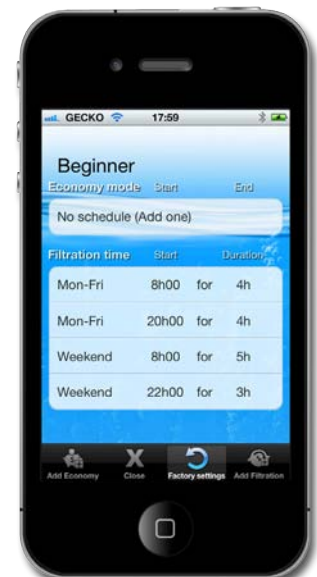 GECKO 17:59
Beginner
Economy mode Start End
No schedule (Add one)
Filtration time Start Duration
Mon-Fri 8h00 for 4h
Mon-Fri 20h00 for 4h
Weekend 8h00 for 5h
Weekend 22h00 for 3h
Add Economy Close Factory settings Add Filtration